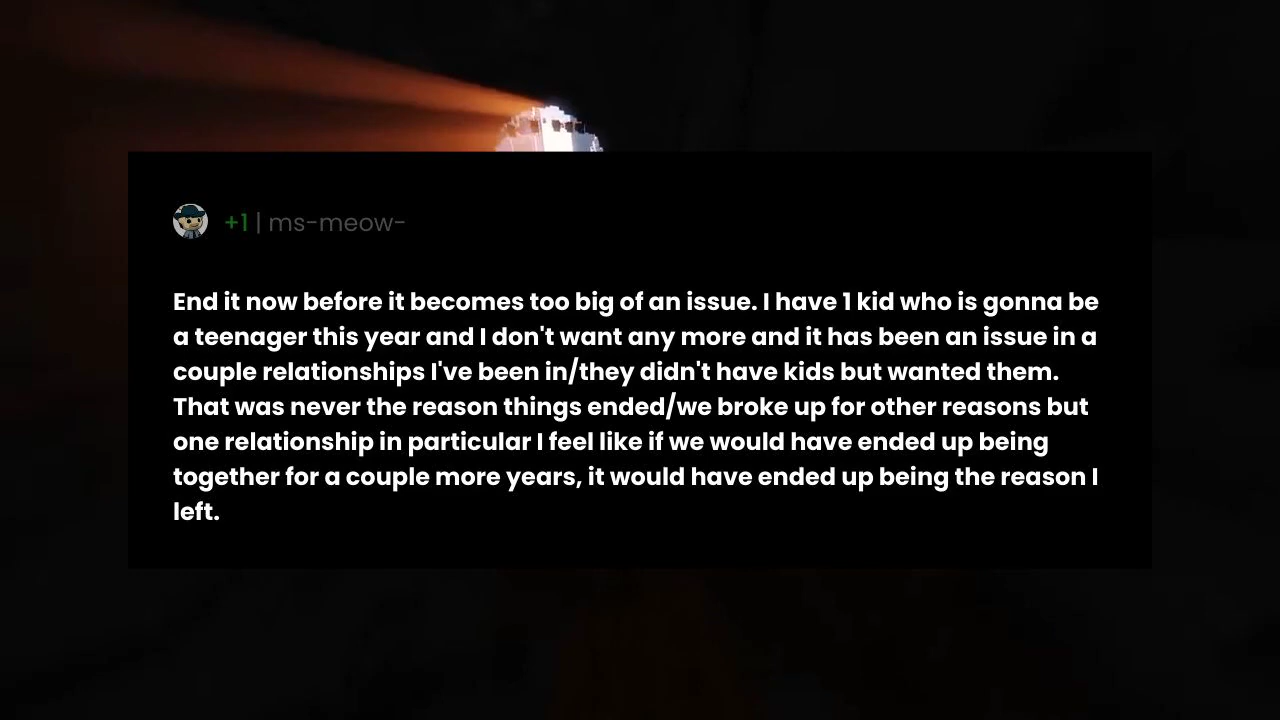 +1 | ms-meow-
End it now before it becomes too big of an issue. I have 1 kid who is gonna be
a teenager this year and I don't want any more and it has been an issue in a
couple relationships I've been in/they didn't have kids but wanted them.
That was never the reason things ended/we broke up for other reasons but
one relationship in particular I feel like if we would have ended up being
together for a couple more years, it would have ended up being the reason I
left.